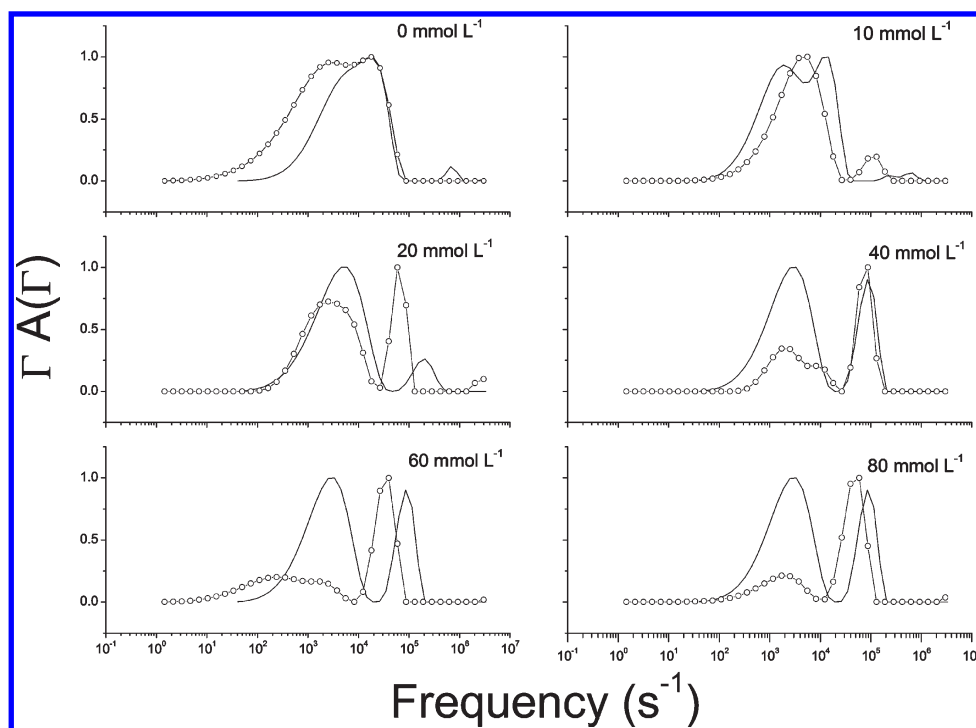 0 mmol L⁻¹
10 mmol L⁻¹
1.0
0.5
0.0
20 mmol L⁻¹
40 mmol L⁻¹
1.0
0.5
0.0
60 mmol L⁻¹
80 mmol L⁻¹
1.0
0.5
0.0
Γ A(Γ)
10⁻¹ 10⁰ 10¹ 10² 10³ 10⁴ 10⁵ 10⁶ 10⁷
10⁻¹ 10⁰ 10¹ 10² 10³ 10⁴ 10⁵ 10⁶
Frequency (s⁻¹)